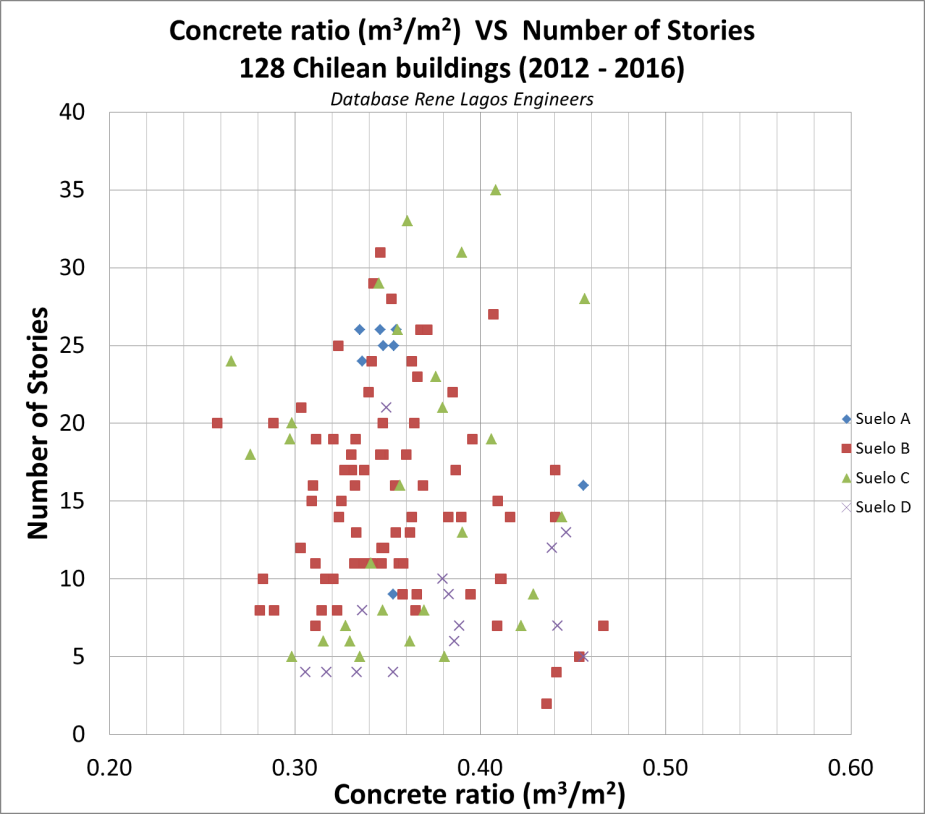 Concrete ratio (m³/m²) VS Number of Stories
128 Chilean buildings (2012 - 2016)
Database Rene Lagos Engineers
40
35
30
25
20
15
10
5
0
Number of Stories
0.20 0.30 0.40 0.50 0.60
Concrete ratio (m³/m²)
Suelo A
Suelo B
Suelo C
Suelo D